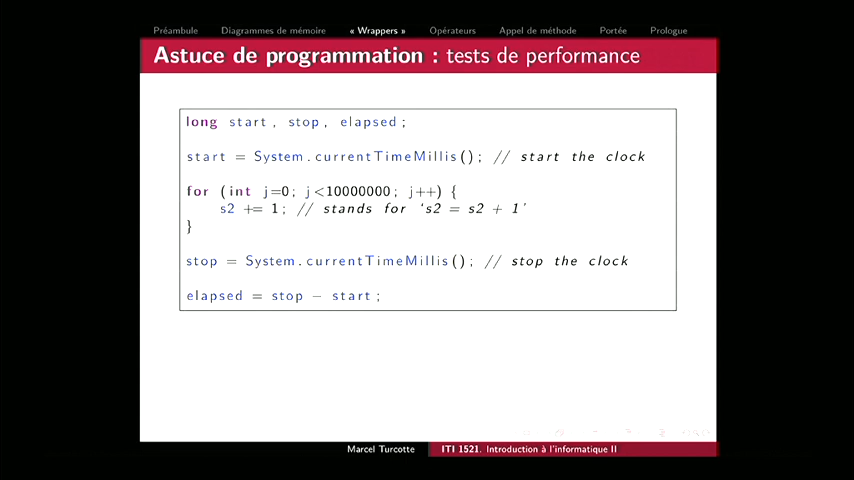 Préambule Diagrammes de mémoire « Wrappers » Opérateurs Appel de méthode Portée Prologue
Astuce de programmation : tests de performance
long start, stop, elapsed;
start = System.currentTimeMillis(); // start the clock
for (int j=0; j<10000000; j++) {
s2 += 1; // stands for ‘s2 = s2 + 1’
}
stop = System.currentTimeMillis(); // stop the clock
elapsed = stop − start;
Marcel Turcotte ITI 1521. Introduction à l'informatique II